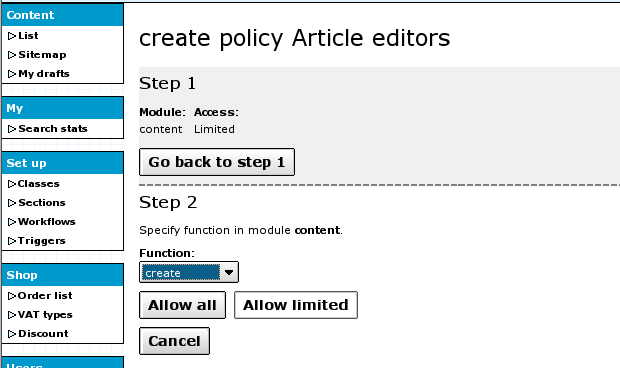 Content
List
Sitemap
My drafts
My
Search stats
Set up
Classes
Sections
Workflows
Triggers
Shop
Order list
VAT types
Discount
Users
create policy Article editors
Step 1
Module: Access:
content Limited
Go back to step 1
Step 2
Specify function in module content.
Function:
create
Allow all Allow limited
Cancel